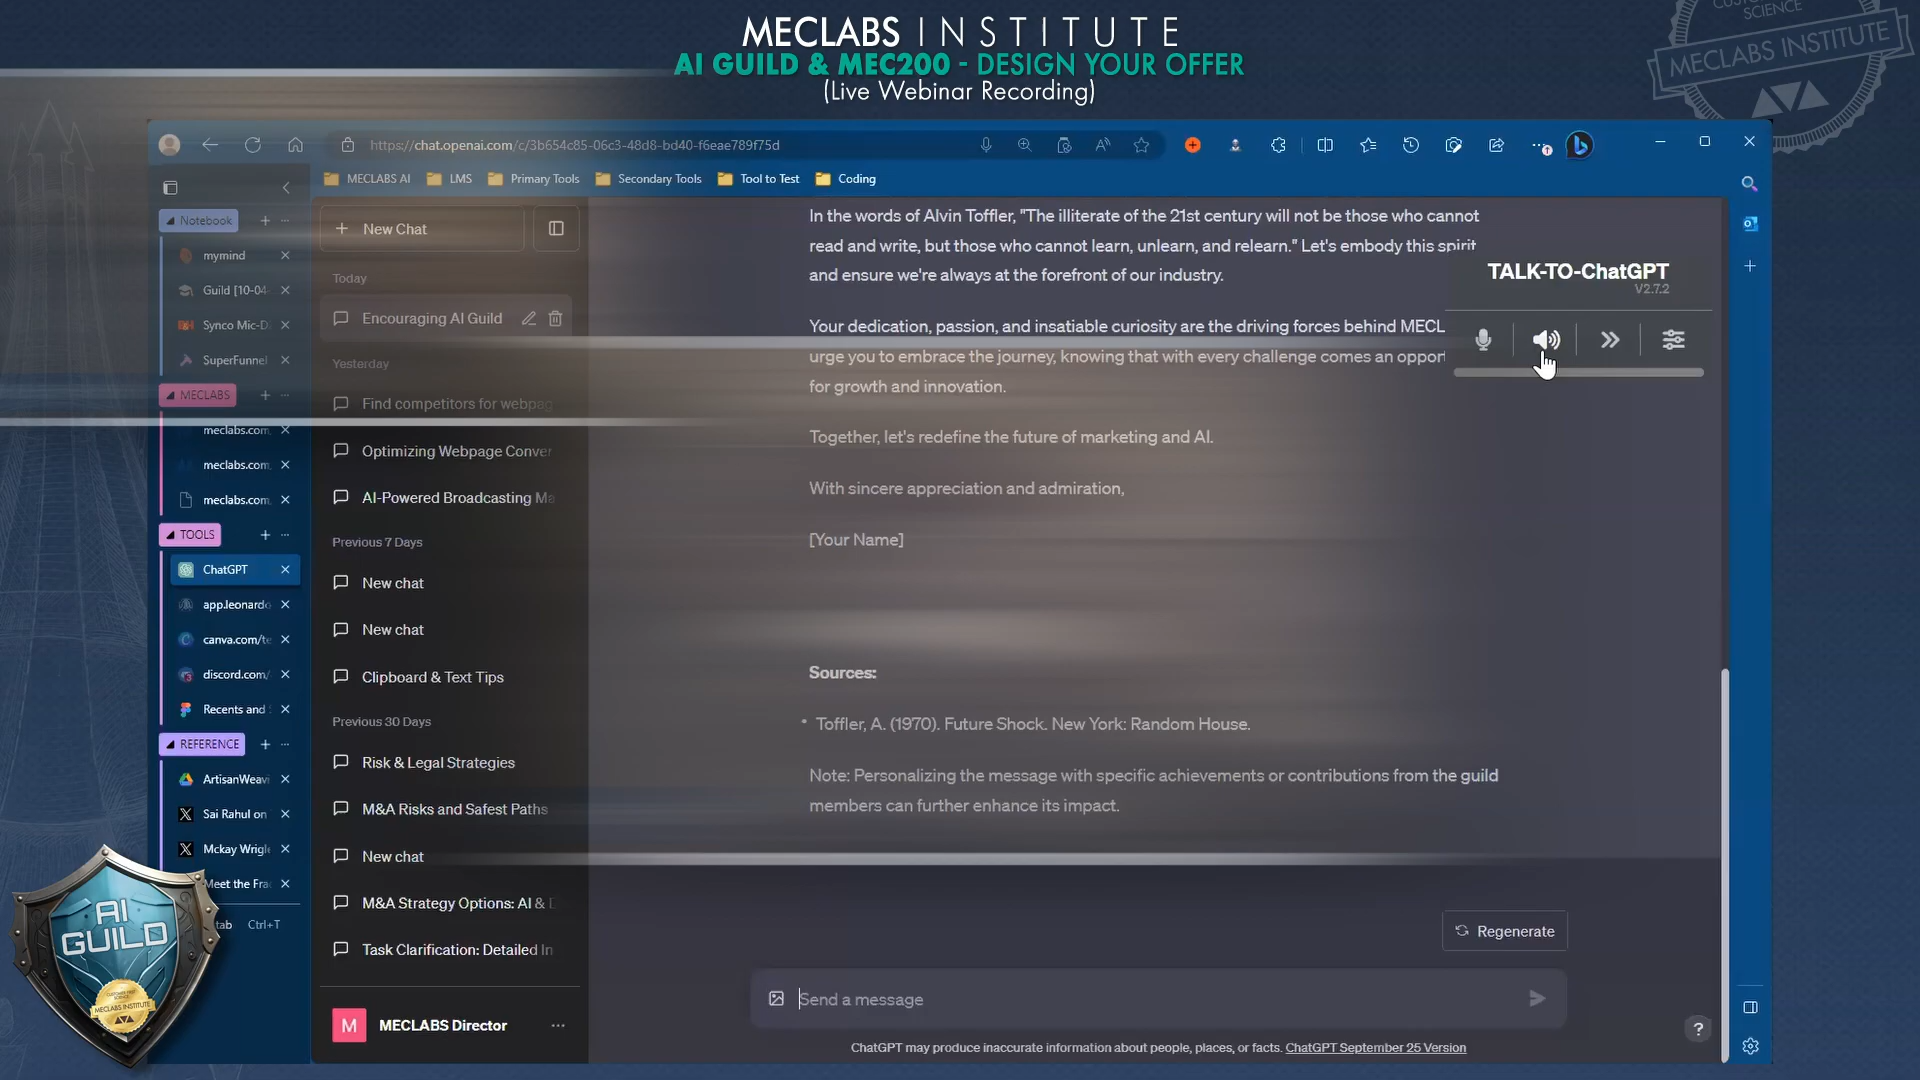 MECLABS INSTITUTE
AI GUILD & MEC200 - DESIGN YOUR OFFER
(Live Webinar Recording)
SCIENCE
MECLABS INSTITUTE
https://chat.openai.com/c/3b654c85-06c3-48d8-bd40-f6eae789f75d
MECLABS AI
LMS
Primary Tools
Secondary Tools
Tool to Test
Coding
Notebook
mymind
Guild [10-04-
Synco Mic-D
SuperFunnel
MECLABS
meclabs.com
meclabs.com
meclabs.com
TOOLS
ChatGPT
app.leonardo
canva.com/te
discord.com/
Recents and
REFERENCE
ArtisanWeavi
Sai Rahul on
Mckay Wrigle
Meet the Fra
tab Ctrl+T
New Chat
Today
Encouraging AI Guild
Yesterday
Find competitors for webpag
Optimizing Webpage Conver
AI-Powered Broadcasting Ma
Previous 7 Days
New chat
New chat
Clipboard & Text Tips
Previous 30 Days
Risk & Legal Strategies
M&A Risks and Safest Paths
New chat
M&A Strategy Options: AI & D
Task Clarification: Detailed In
M
MECLABS Director
In the words of Alvin Toffler, "The illiterate of the 21st century will not be those who cannot
read and write, but those who cannot learn, unlearn, and relearn." Let's embody this spirit
and ensure we're always at the forefront of our industry.
Your dedication, passion, and insatiable curiosity are the driving forces behind MECL
urge you to embrace the journey, knowing that with every challenge comes an opport
for growth and innovation.
Together, let's redefine the future of marketing and AI.
With sincere appreciation and admiration,
[Your Name]
Sources:
• Toffler, A. (1970). Future Shock. New York: Random House.
Note: Personalizing the message with specific achievements or contributions from the guild
members can further enhance its impact.
TALK-TO-ChatGPT
V2.7.2
Regenerate
Send a message
ChatGPT may produce inaccurate information about people, places, or facts. ChatGPT September 25 Version
?
AI
GUILD
MECLABS INSTITUTE